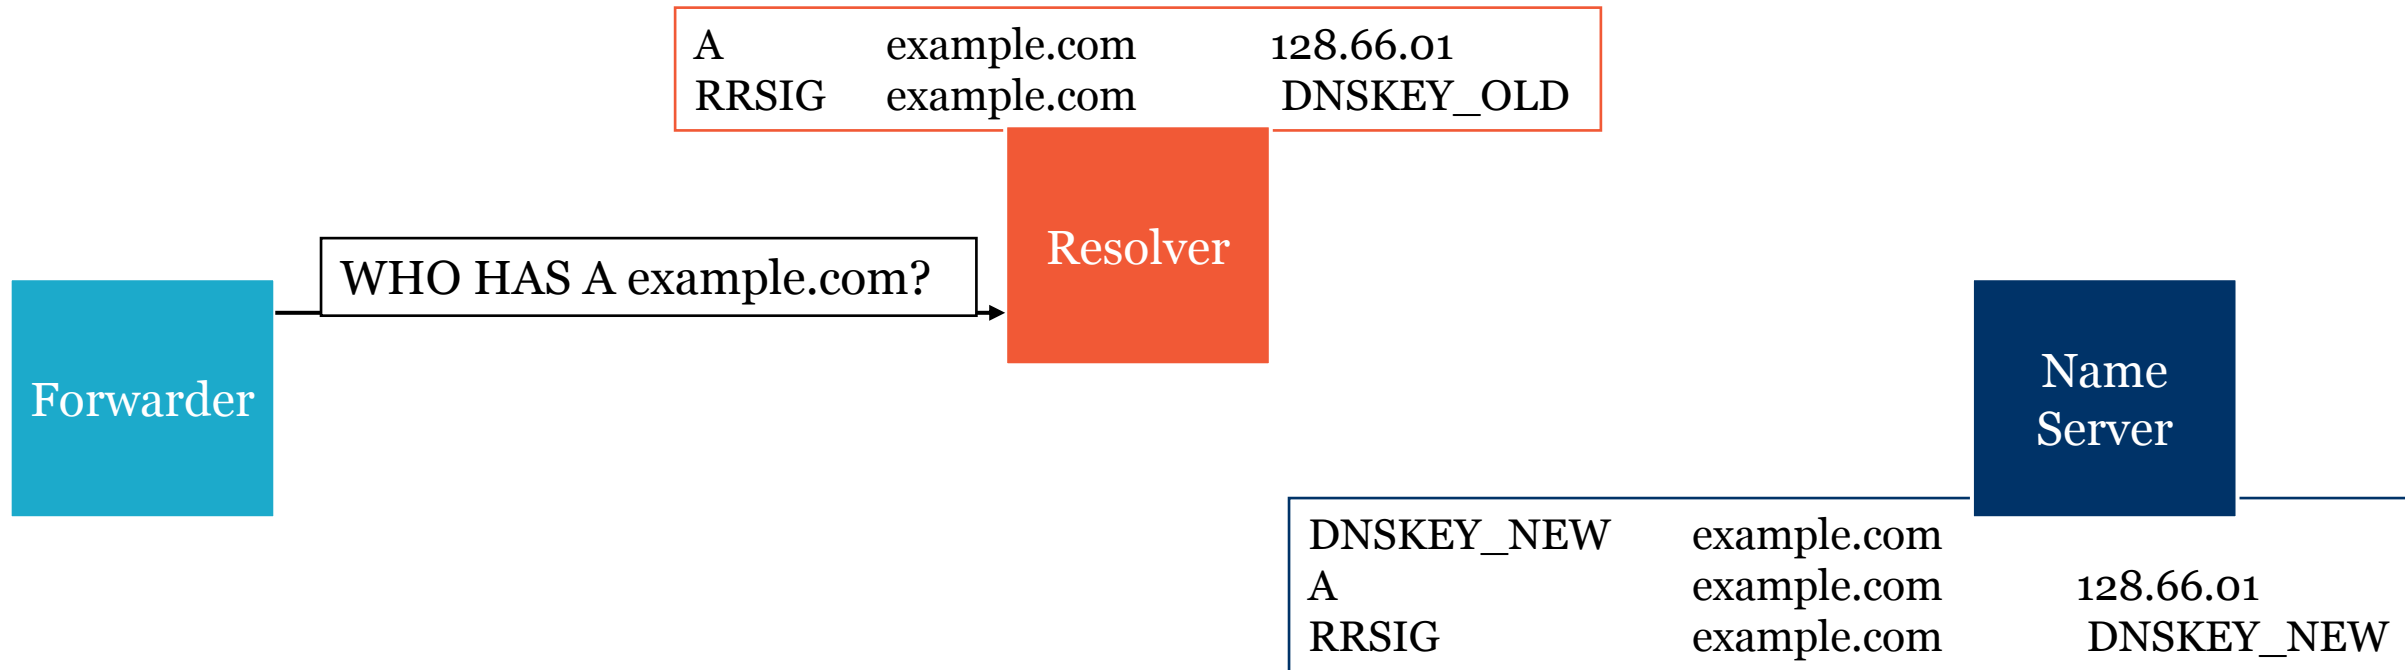 A example.com 128.66.01
RRSIG example.com DNSKEY_OLD
Resolver
WHO HAS A example.com?
Forwarder
Name
Server
DNSKEY_NEW example.com
A example.com 128.66.01
RRSIG example.com DNSKEY_NEW